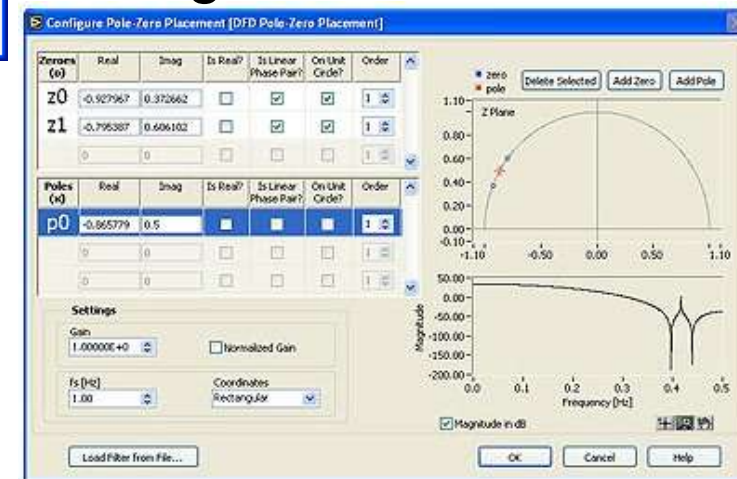 Configure Pole-Zero Placement [DFD Pole-Zero Placement]
Zeroes (o) Real Imag Is Real? Is Linear Phase Pair? On Unit Circle? Order
z0 -0.927967 0.372662 1
z1 -0.795387 0.606102 1
0 0 1
Poles (x) Real Imag Is Real? Is Linear Phase Pair? On Unit Circle? Order
p0 -0.865779 0.5 1
0 0 1
0 0 1
Settings
Gain
1.00000E+0
Normalized Gain
fs [Hz]
1.00
Coordinates
Rectangular
Load Filter from File...
zero
pole
Delete Selected
Add Zero
Add Pole
Z Plane
1.10
0.80
0.60
0.40
0.20
0.00
-0.10
-1.10 -0.50 0.00 0.50 1.10
Magnitude
50.00
0.00
-50.00
-100.00
-150.00
-200.00
0.0 0.1 0.2 0.3 0.4 0.5
Frequency [Hz]
Magnitude in dB
OK
Cancel
Help